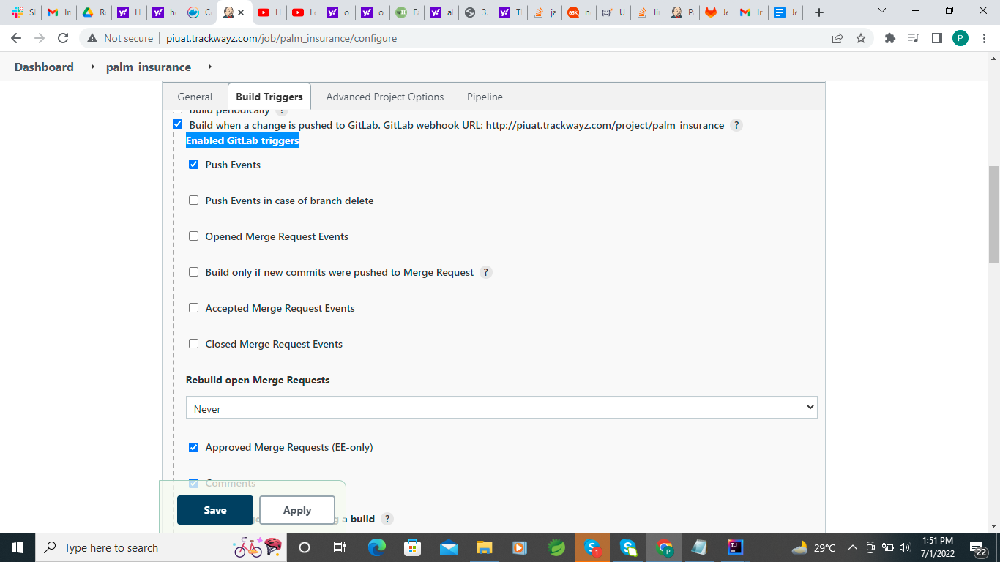 Not secure
piuat.trackwayz.com/job/palm_insurance/configure
P
Dashboard
palm_insurance
General
Build Triggers
Advanced Project Options
Pipeline
Build periodically ?
Build when a change is pushed to GitLab. GitLab webhook URL: http://piuat.trackwayz.com/project/palm_insurance ?
Enabled GitLab triggers
Push Events
Push Events in case of branch delete
Opened Merge Request Events
Build only if new commits were pushed to Merge Request ?
Accepted Merge Request Events
Closed Merge Request Events
Rebuild open Merge Requests
Never
Approved Merge Requests (EE-only)
Comments
Save
Apply
a build ?
Type here to search
29°C
1:51 PM
7/1/2022
22